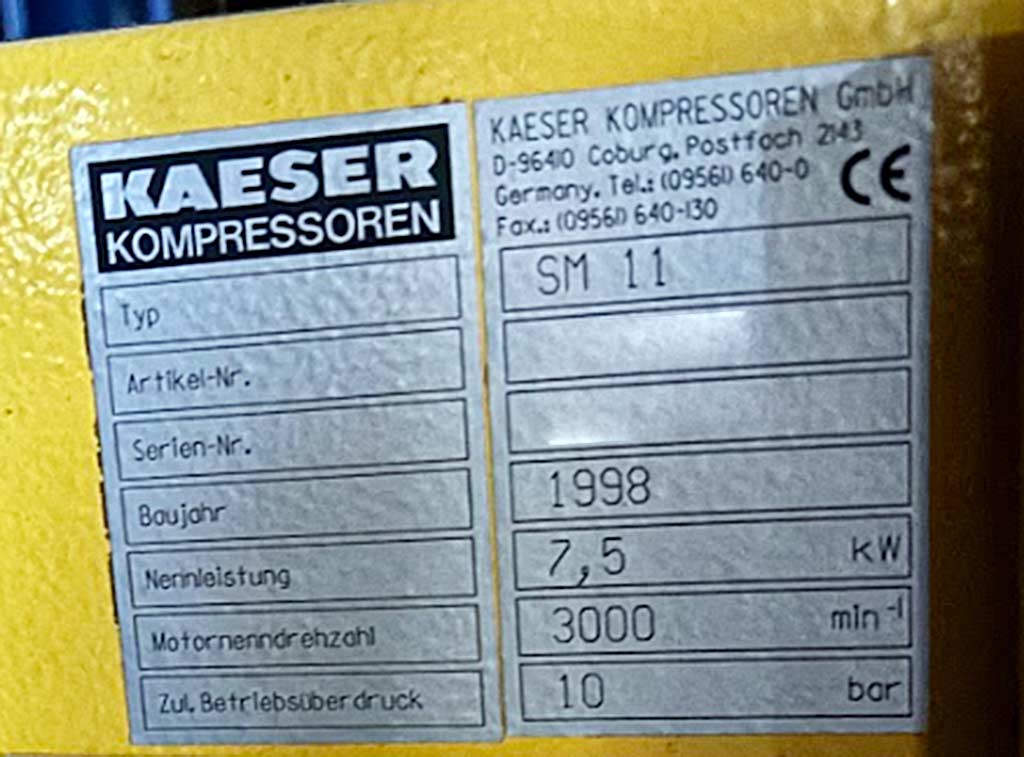 KAESER
KOMPRESSOREN
KAESER KOMPRESSOREN GmbH
D-96410 Coburg. Postfach 2143
Germany. Tel.: (09561) 640-0
Fax.: (09561) 640-130
CE
Typ SM 11
Artikel-Nr.
Serien-Nr.
Baujahr 1998
Nennleistung 7,5 kW
Motornenndrehzahl 3000 min⁻¹
Zul. Betriebsüberdruck 10 bar